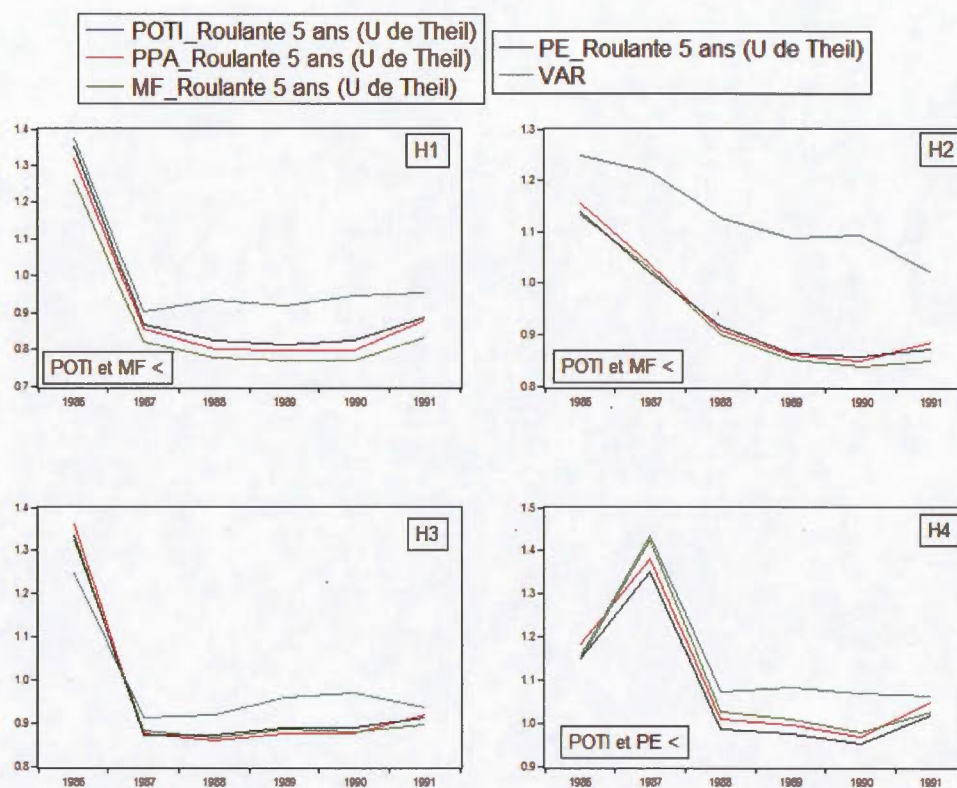 POTI_Roulante 5 ans (U de Theil)
PPA_Roulante 5 ans (U de Theil)
MF_Roulante 5 ans (U de Theil)
PE_Roulante 5 ans (U de Theil)
VAR
1.4
1.3
1.2
1.1
1.0
0.9
0.8
0.7
H1
POTI et MF <
1986 1987 1988 1989 1990 1991
1.3
1.2
1.1
1.0
0.9
0.8
H2
POTI et MF <
1986 1987 1988 1989 1990 1991
1.4
1.3
1.2
1.1
1.0
0.9
0.8
H3
1986 1987 1988 1989 1990 1991
1.5
1.4
1.3
1.2
1.1
1.0
0.9
H4
POTI et PE <
1986 1987 1988 1989 1990 1991